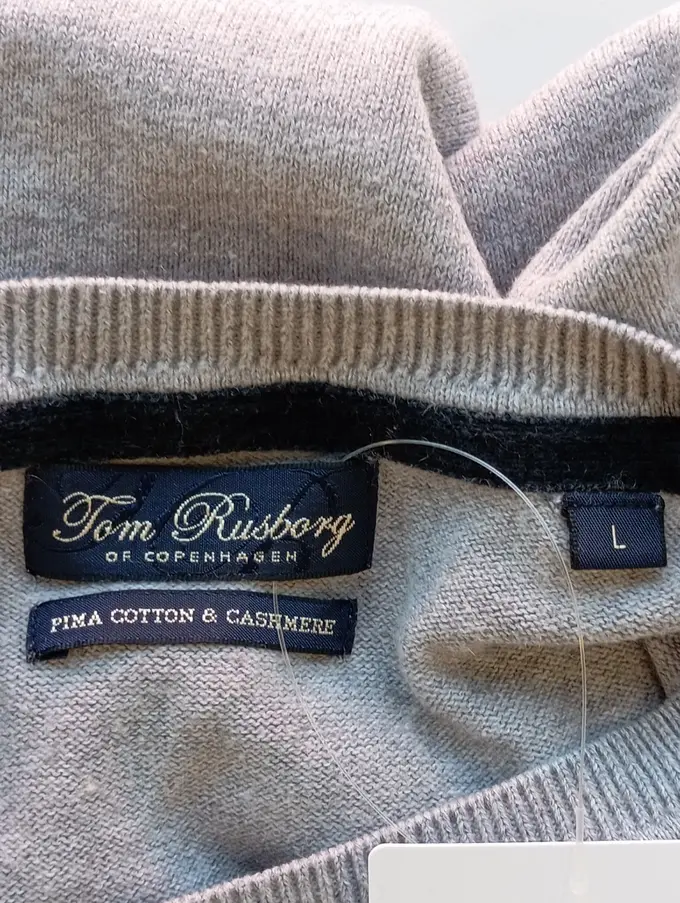 Tom Rusborg
OF COPENHAGEN
L
PIMA COTTON & CASHMERE